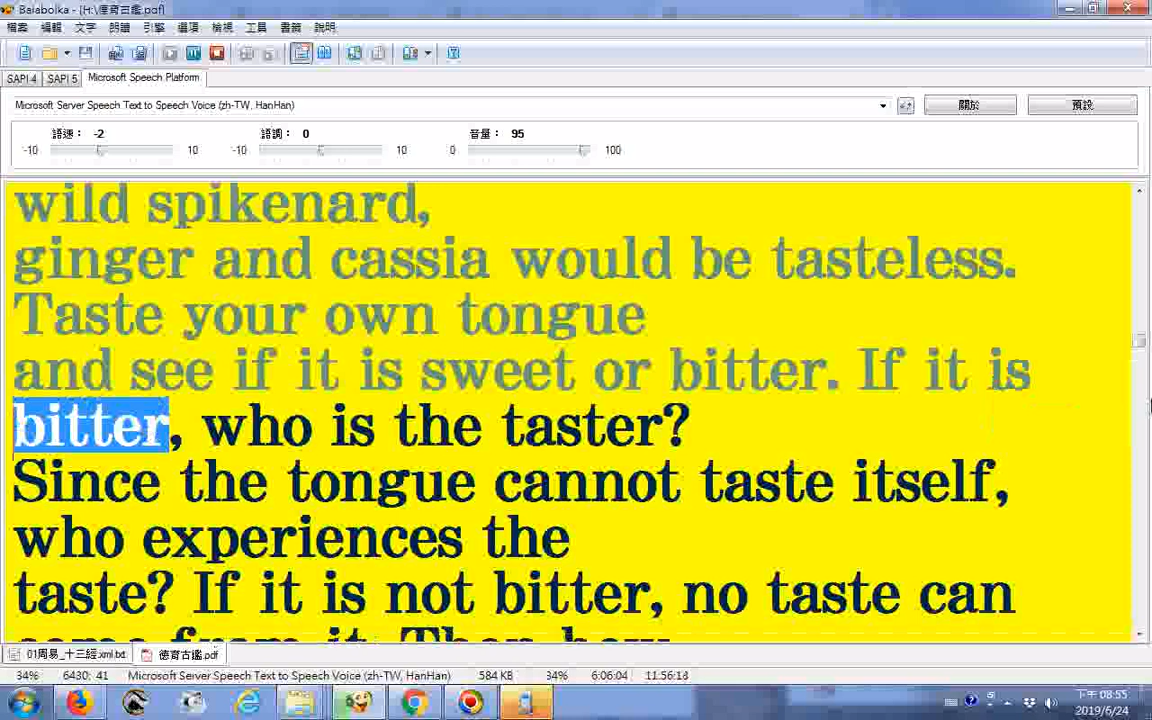 Balabolka - [H:\德育古鑑.pdf]
檔案 編輯 文字 朗讀 引擎 選項 檢視 工具 書籤 說明
SAPI 4 SAPI 5 Microsoft Speech Platform
Microsoft Server Speech Text to Speech Voice (zh-TW, HanHan) 關於 預設
語速： -2 語調： 0 音量： 95
-10 10 -10 10 0 100
wild spikenard,
ginger and cassia would be tasteless.
Taste your own tongue
and see if it is sweet or bitter. If it is
bitter, who is the taster?
Since the tongue cannot taste itself,
who experiences the
taste? If it is not bitter, no taste can
come from it. Then how
01周易_十三經.xml.txt 德育古鑑.pdf
34% 6430; 41 Microsoft Server Speech Text to Speech Voice (zh-TW, HanHan) 584 KB 34% 6:06:04 11:56:18
下午 08:55
2019/6/24